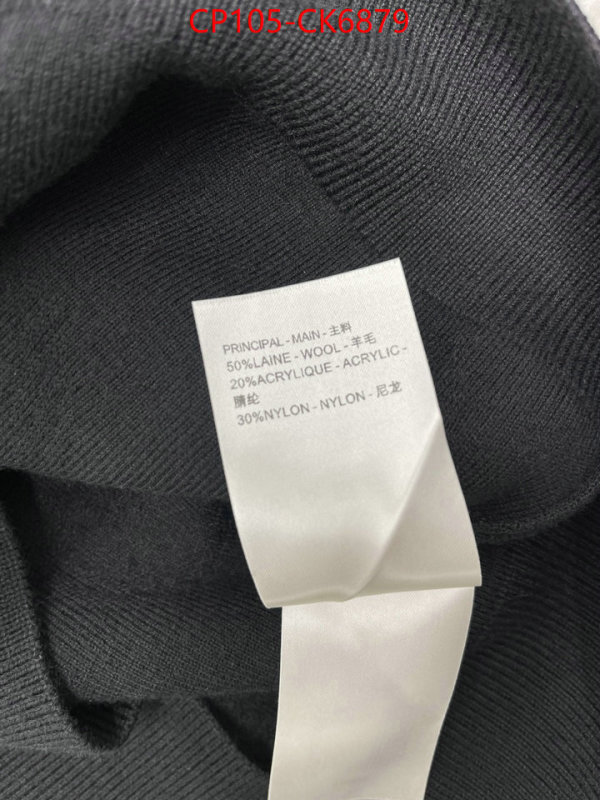 CP105-CK6879
PRINCIPAL - MAIN - 主料
50%LAINE - WOOL - 羊毛
20%ACRYLIQUE - ACRYLIC -
腈纶
30%NYLON - NYLON - 尼龙